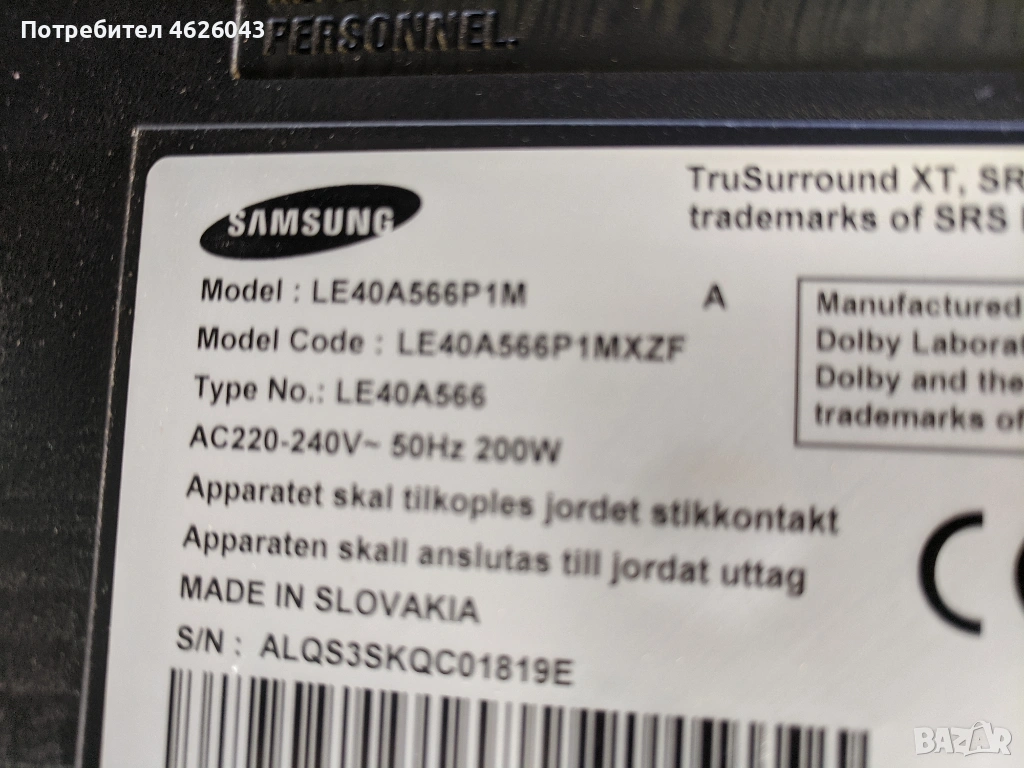 Потребител 4626043
PERSONNEL.
SAMSUNG
TruSurround XT, SR
trademarks of SRS
Model : LE40A566P1M
A
Model Code : LE40A566P1MXZF
Type No.: LE40A566
AC220-240V~ 50Hz 200W
Manufactured
Dolby Laborat
Dolby and the
trademarks of
Apparatet skal tilkoples jordet stikkontakt
Apparaten skall anslutas till jordat uttag
MADE IN SLOVAKIA
S/N : ALQS3SKQC01819E
CE
BAZAR